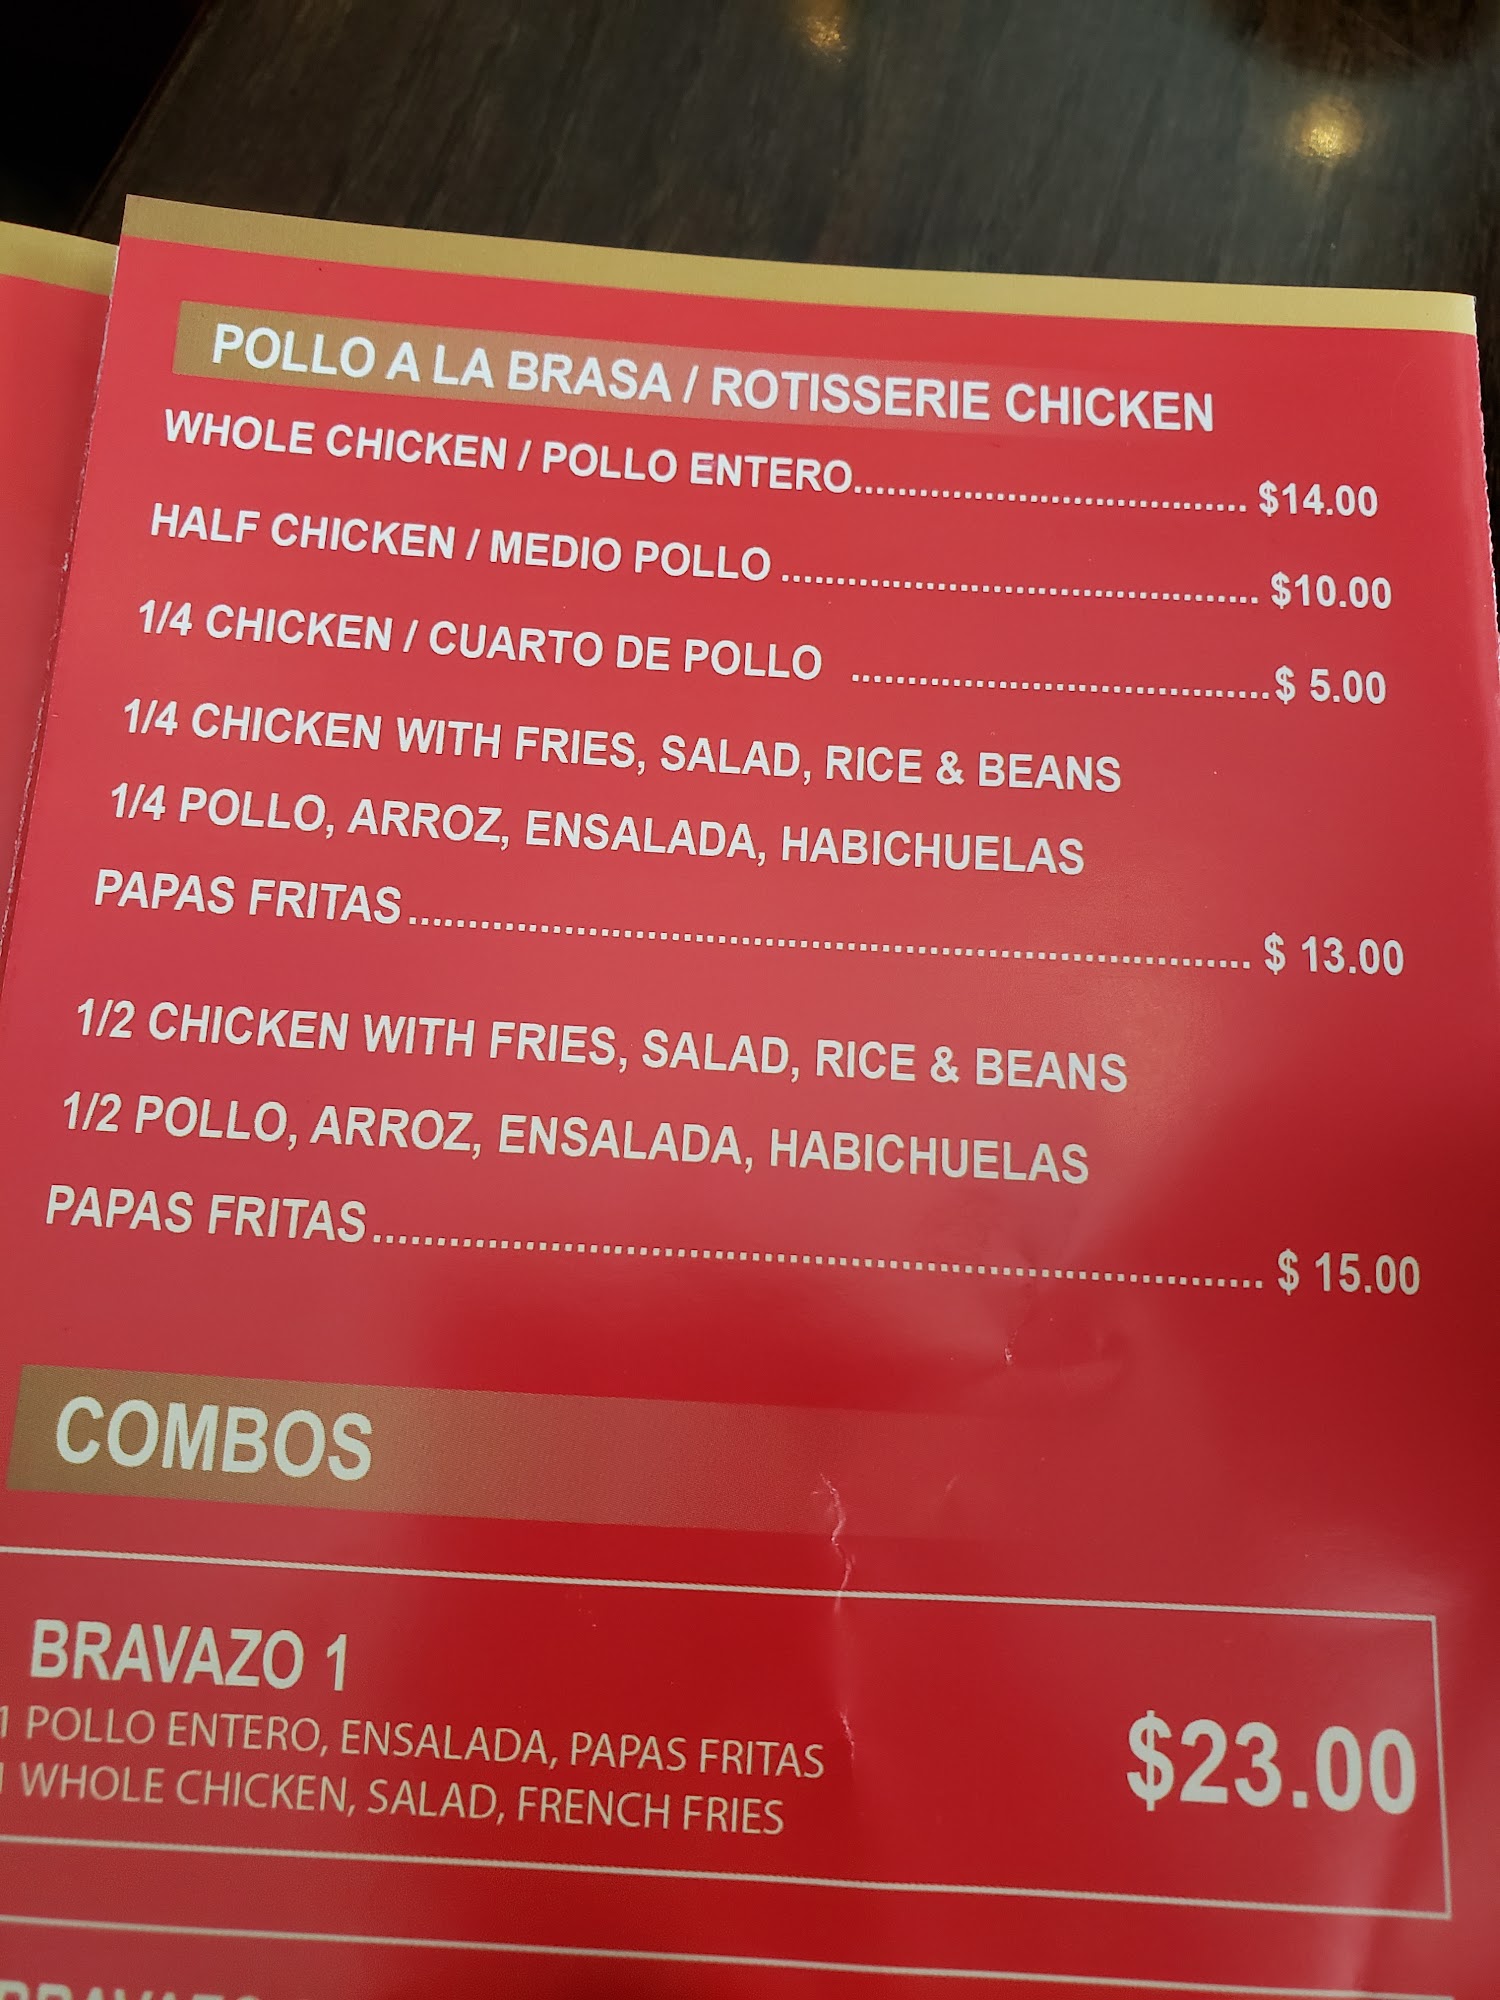 POLLO A LA BRASA / ROTISSERIE CHICKEN
WHOLE CHICKEN / POLLO ENTERO.................................... $14.00
HALF CHICKEN / MEDIO POLLO ........................................... $10.00
1/4 CHICKEN / CUARTO DE POLLO ......................................$ 5.00
1/4 CHICKEN WITH FRIES, SALAD, RICE & BEANS
1/4 POLLO, ARROZ, ENSALADA, HABICHUELAS
PAPAS FRITAS...................................................................... $ 13.00
1/2 CHICKEN WITH FRIES, SALAD, RICE & BEANS
1/2 POLLO, ARROZ, ENSALADA, HABICHUELAS
PAPAS FRITAS...................................................................... $ 15.00
COMBOS
BRAVAZO 1
1 POLLO ENTERO, ENSALADA, PAPAS FRITAS
1 WHOLE CHICKEN, SALAD, FRENCH FRIES
$23.00